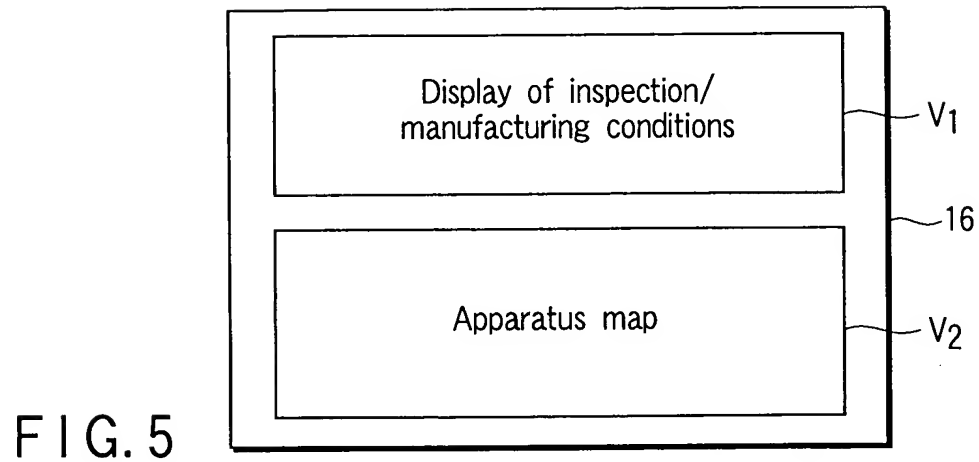 Display of inspection/
manufacturing conditions
V1
16
Apparatus map
V2
FIG. 5